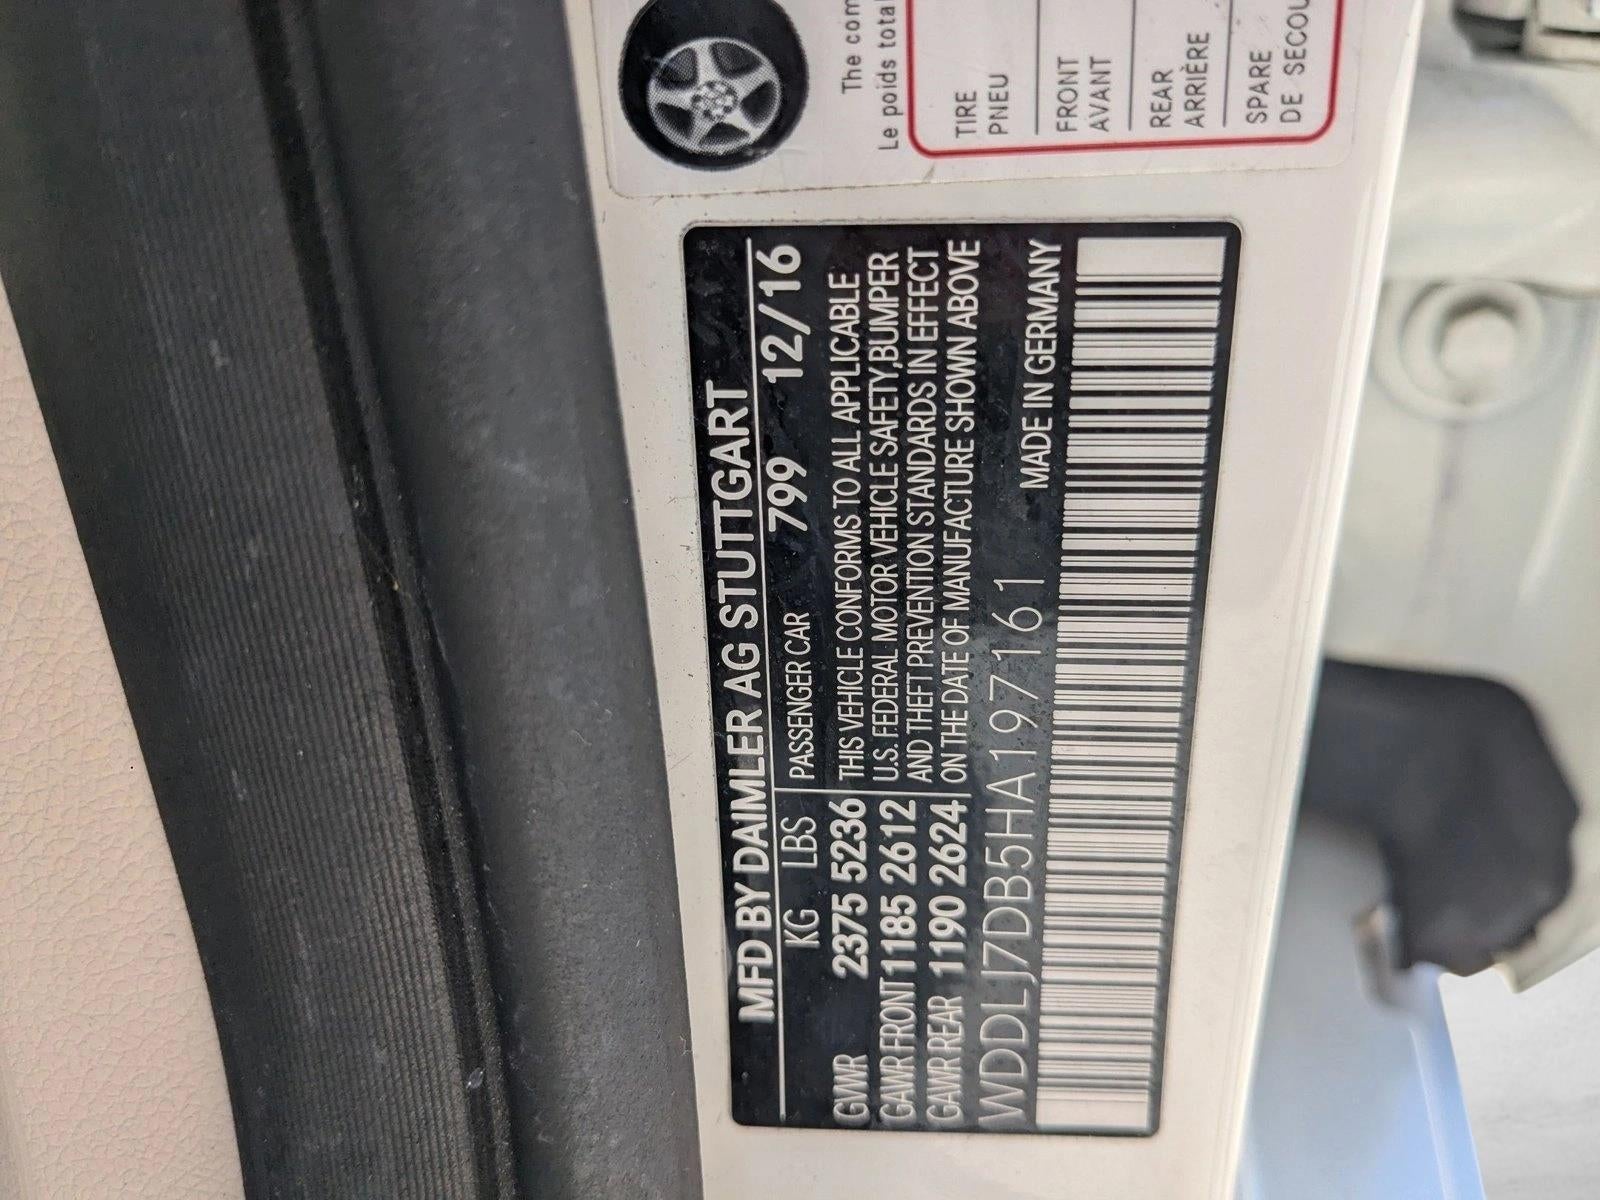 MFD BY DAIMLER AG STUTTGART
KG LBS PASSENGER CAR 799 12/16
GVWR 2375 5236 THIS VEHICLE CONFORMS TO ALL APPLICABLE
GAWR FRONT 1185 2612 U.S. FEDERAL MOTOR VEHICLE SAFETY,BUMPER
GAWR REAR 1190 2624 AND THEFT PREVENTION STANDARDS IN EFFECT
ON THE DATE OF MANUFACTURE SHOWN ABOVE
WDDLJ7DB5HA197161 MADE IN GERMANY
The com
Le poids total
TIRE
PNEU
FRONT
AVANT
REAR
ARRIÈRE
SPARE
DE SECOU